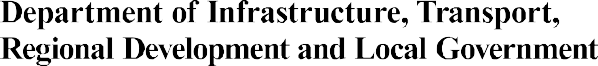 Department of Infrastructure, Transport,
Regional Development and Local Government